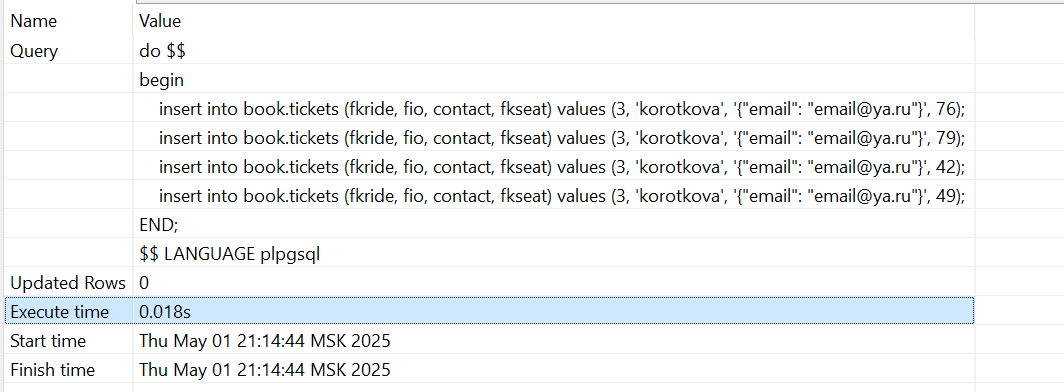 Name Value
Query do $$
begin
insert into book.tickets (fkride, fio, contact, fkseat) values (3, 'korotkova', '{"email": "email@ya.ru"}', 76);
insert into book.tickets (fkride, fio, contact, fkseat) values (3, 'korotkova', '{"email": "email@ya.ru"}', 79);
insert into book.tickets (fkride, fio, contact, fkseat) values (3, 'korotkova', '{"email": "email@ya.ru"}', 42);
insert into book.tickets (fkride, fio, contact, fkseat) values (3, 'korotkova', '{"email": "email@ya.ru"}', 49);
END;
$$ LANGUAGE plpgsql
Updated Rows 0
Execute time 0.018s
Start time Thu May 01 21:14:44 MSK 2025
Finish time Thu May 01 21:14:44 MSK 2025